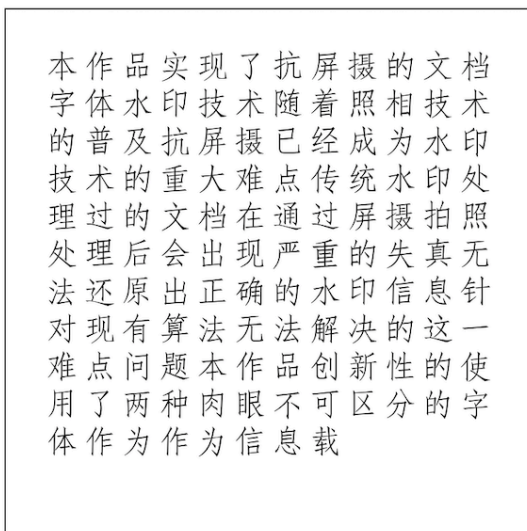 本作品实现了抗屏摄的文档
字体水印技术随着照相技术
的普及抗屏摄已经成为水印
技术的重大难点传统水印处
理过的文档在通过屏摄拍照
处理后会出现严重的失真无
法还原出正确的水印信息针
对现有算法无法解决的这一
难点问题本作品创新性的使
用了两种肉眼不可区分的字
体作为作为信息载